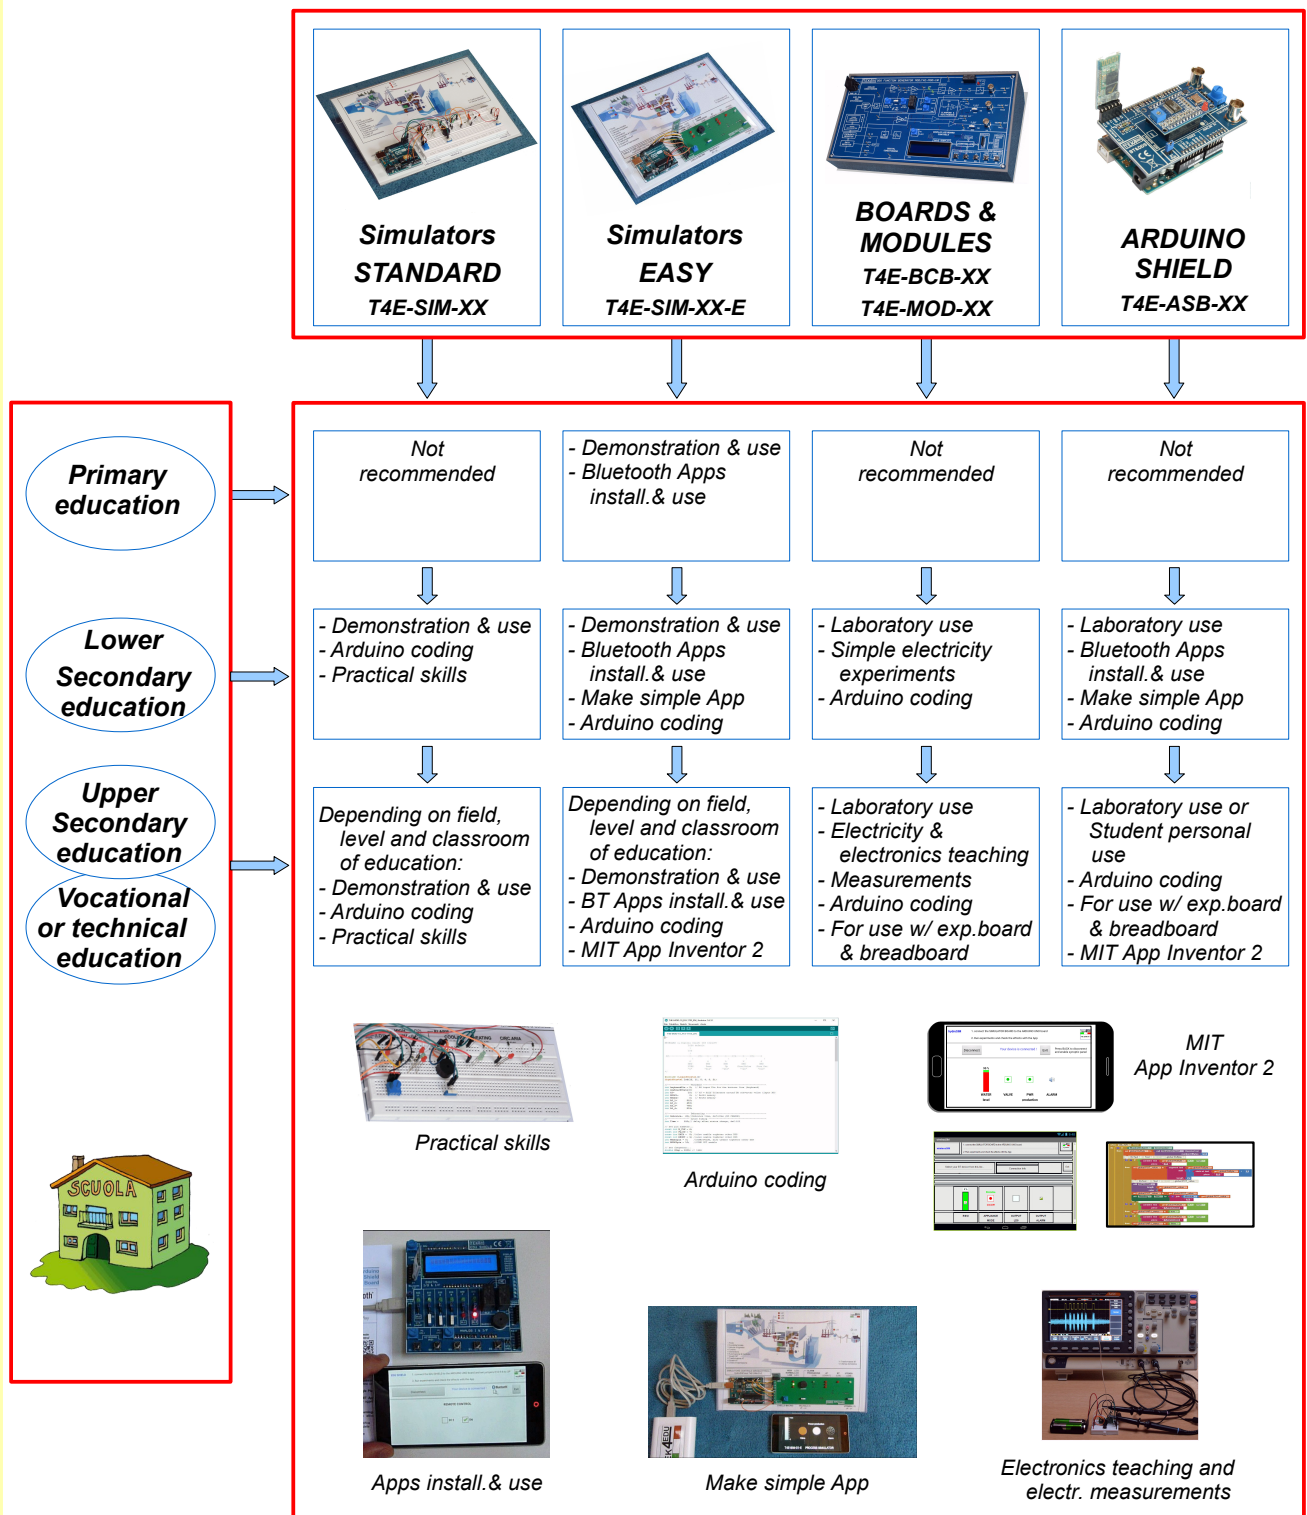 Simulators
STANDARD
T4E-SIM-XX
Simulators
EASY
T4E-SIM-XX-E
BOARDS &
MODULES
T4E-BCB-XX
T4E-MOD-XX
ARDUINO
SHIELD
T4E-ASB-XX
Primary
education
Not
recommended
- Demonstration & use
- Bluetooth Apps
install.& use
Not
recommended
Not
recommended
Lower
Secondary
education
- Demonstration & use
- Arduino coding
- Practical skills
- Demonstration & use
- Bluetooth Apps
install.& use
- Make simple App
- Arduino coding
- Laboratory use
- Simple electricity
experiments
- Arduino coding
- Laboratory use
- Bluetooth Apps
install.& use
- Make simple App
- Arduino coding
Upper
Secondary
education
Vocational
or technical
education
Depending on field,
level and classroom
of education:
- Demonstration & use
- Arduino coding
- Practical skills
Depending on field,
level and classroom
of education:
- Demonstration & use
- BT Apps install.& use
- Arduino coding
- MIT App Inventor 2
- Laboratory use
- Electricity &
electronics teaching
- Measurements
- Arduino coding
- For use w/ exp.board
& breadboard
- Laboratory use or
Student personal
use
- Arduino coding
- For use w/ exp.board
& breadboard
- MIT App Inventor 2
Practical skills
Arduino coding
MIT
App Inventor 2
SCUOLA
Apps install.& use
Make simple App
Electronics teaching and
electr. measurements